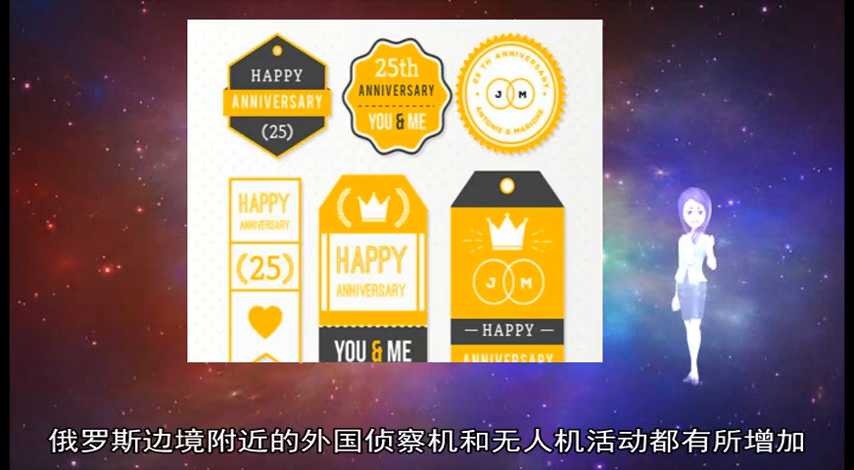 HAPPY
ANNIVERSARY
(25)
25th
ANNIVERSARY
YOU & ME
25 TH ANNIVERSARY
J M
ANTONIE & MARIONE
HAPPY
ANNIVERSARY
(25)
HAPPY
ANNIVERSARY
YOU & ME
J M
HAPPY
ANNIVERSARY
俄罗斯边境附近的外国侦察机和无人机活动都有所增加